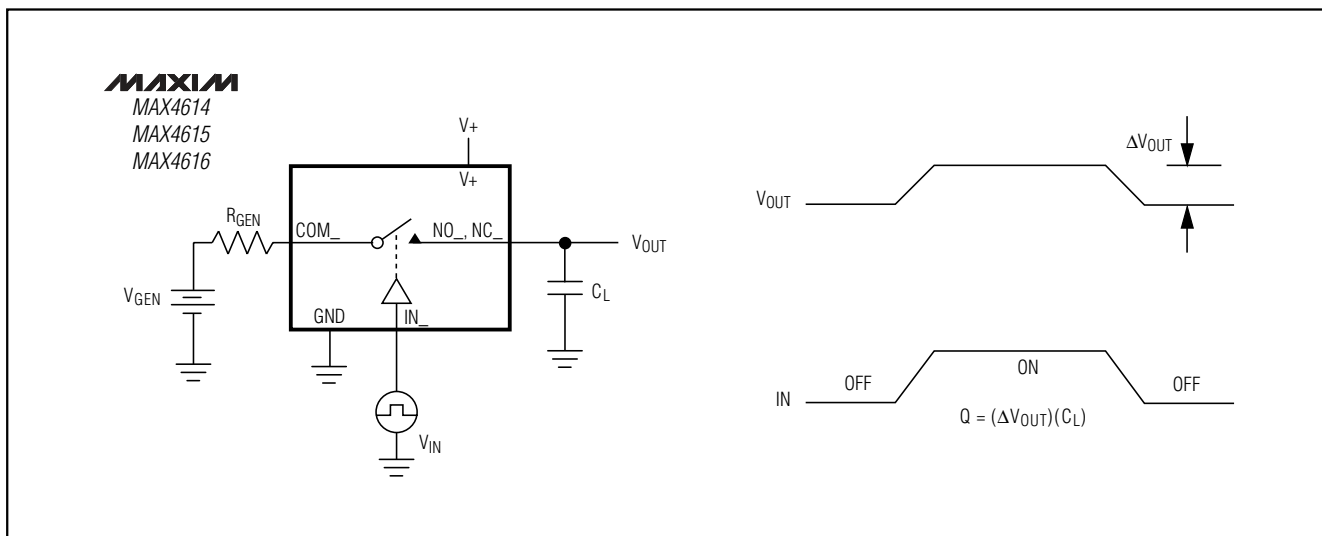 MAXIM
MAX4614
MAX4615
MAX4616
V+
V+
RGEN
COM_
NO_, NC_
VOUT
VGEN
CL
GND
IN_
VIN
ΔVOUT
VOUT
IN
OFF
ON
OFF
Q = (ΔVOUT)(CL)